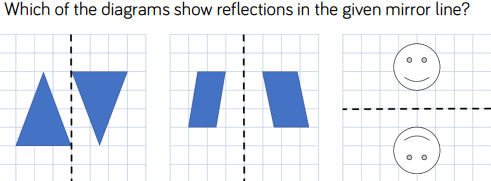 Which of the diagrams show reflections in the given mirror line?